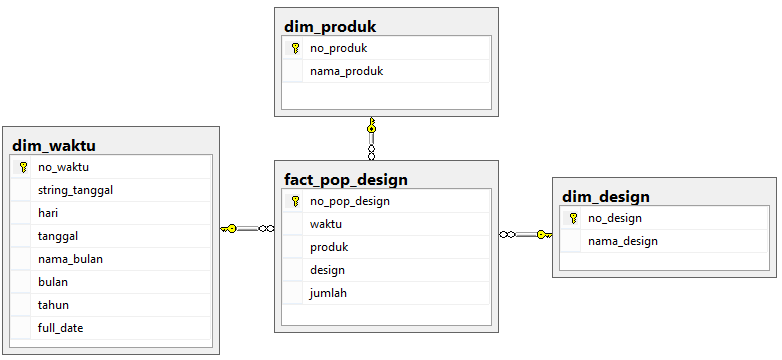 dim_produk
no_produk
nama_produk
dim_waktu
no_waktu
string_tanggal
hari
tanggal
nama_bulan
bulan
tahun
full_date
fact_pop_design
no_pop_design
waktu
produk
design
jumlah
dim_design
no_design
nama_design